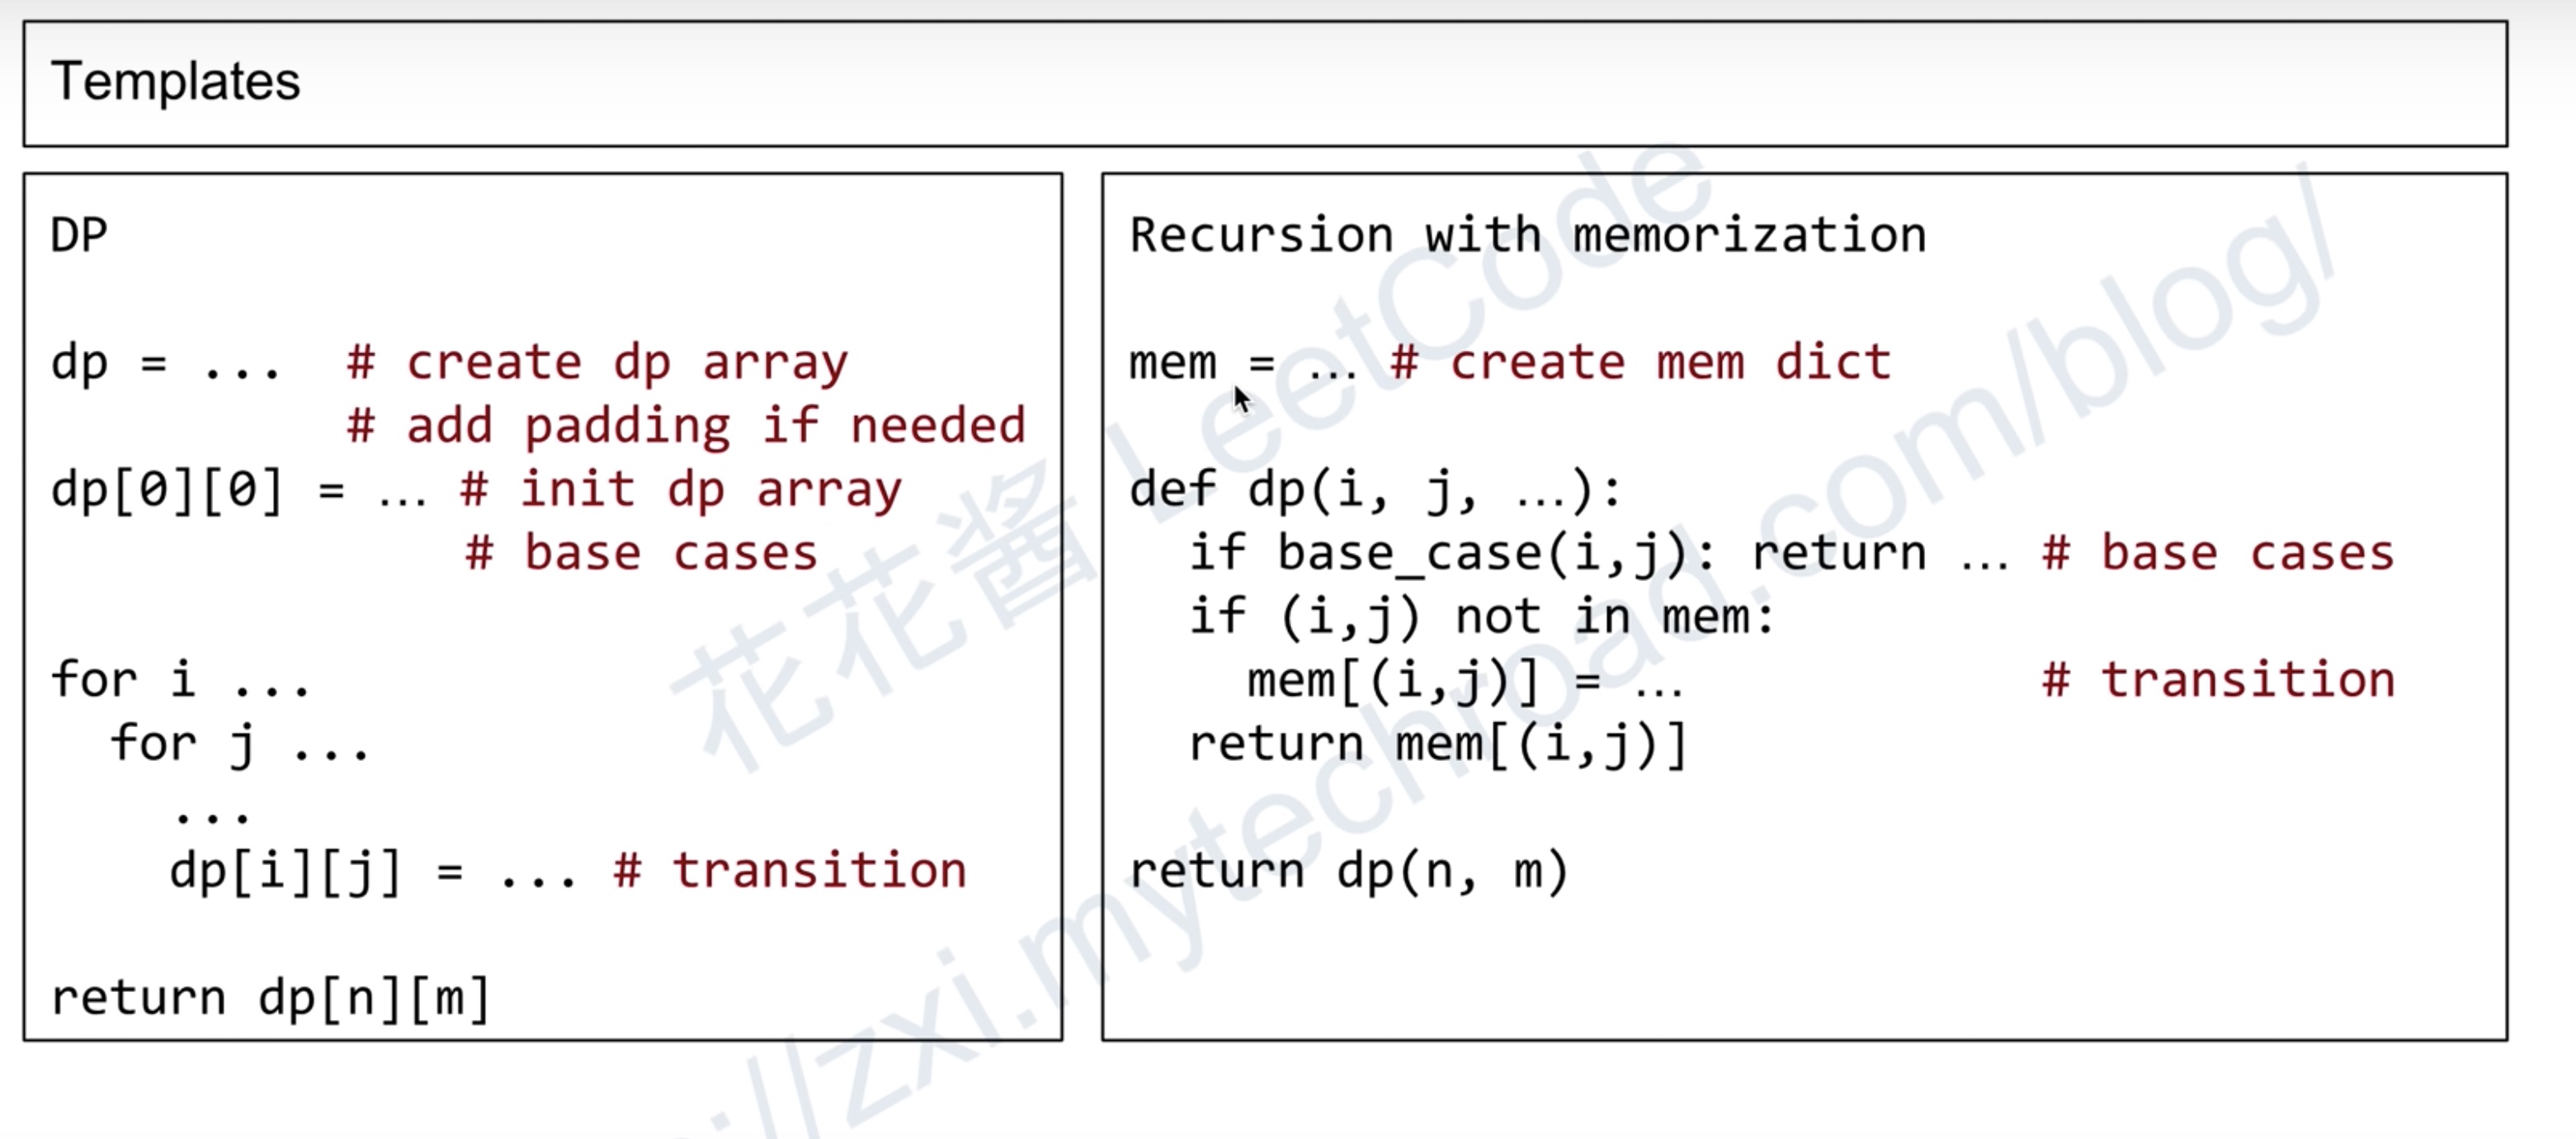 Templates
DP
dp = ... # create dp array
# add padding if needed
dp[0][0] = … # init dp array
# base cases
for i ...
for j ...
...
dp[i][j] = ... # transition
return dp[n][m]
Recursion with memorization
mem = … # create mem dict
def dp(i, j, …):
if base_case(i,j): return … # base cases
if (i,j) not in mem:
mem[(i,j)] = … # transition
return mem[(i,j)]
return dp(n, m)
花花酱 LeetCode
://zxi.mytechroad.com/blog/